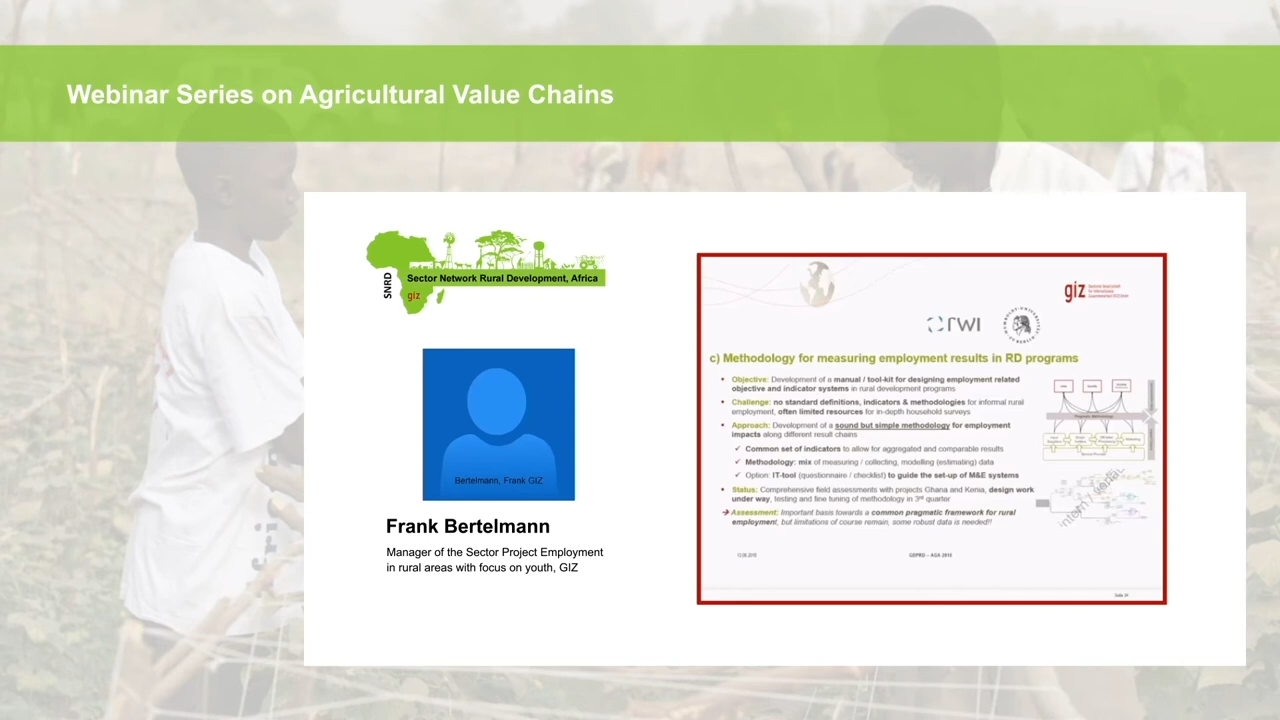 Webinar Series on Agricultural Value Chains
SNRD
Sector Network Rural Development, Africa
giz
Bertelmann, Frank GIZ
Frank Bertelmann
Manager of the Sector Project Employment
in rural areas with focus on youth, GIZ
giz
rwi
c) Methodology for measuring employment results in RD programs
• Objective: Development of a manual / tool-kit for designing employment related
objective and indicator systems in rural development programs
• Challenge: no standard definitions, indicators & methodologies for informal rural
employment, often limited resources for in-depth household surveys
• Approach: Development of a sound but simple methodology for employment
impacts along different result chains
✓ Common set of indicators to allow for aggregated and comparable results
✓ Methodology: mix of measuring / collecting, modelling (estimating) data
✓ Option: IT-tool (questionnaire / checklist) to guide the set-up of M&E systems
• Status: Comprehensive field assessments with projects Ghana and Kenia, design work
under way, testing and fine tuning of methodology in 3rd quarter
➔ Assessment: Important basis towards a common pragmatic framework for rural
employment, but limitations of course remain, some robust data is needed!!